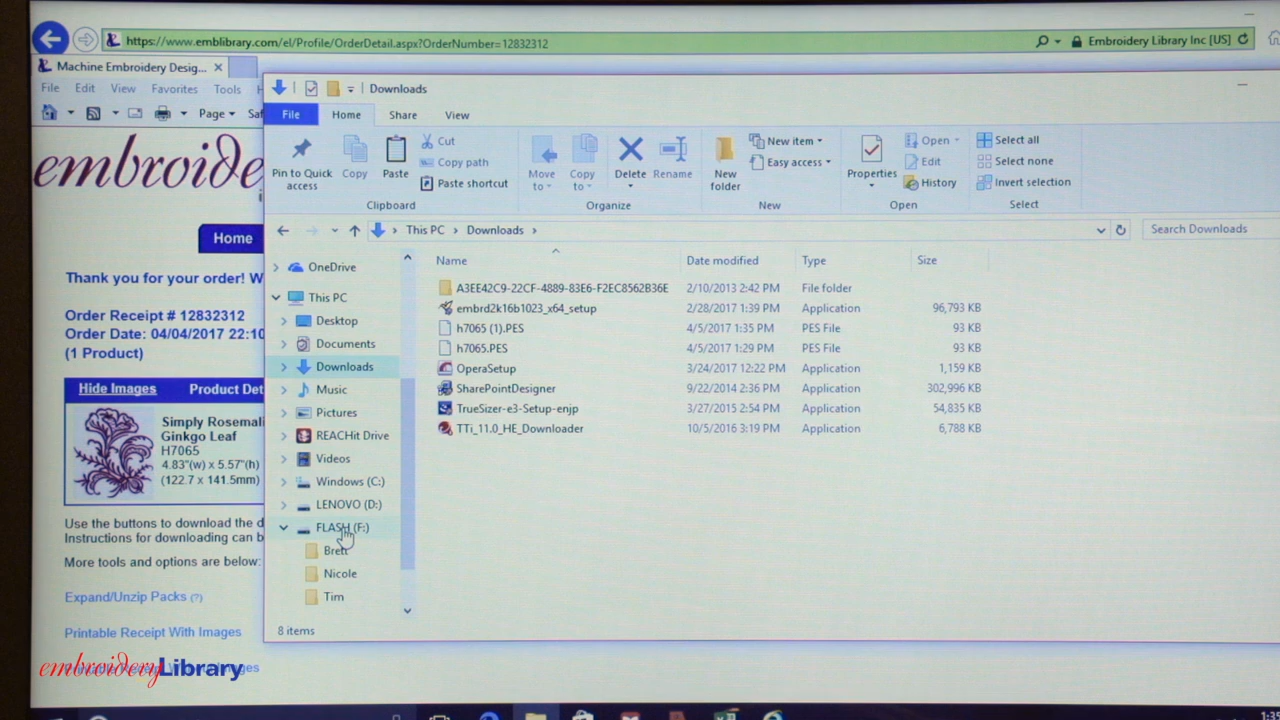 https://www.emblibrary.com/el/Profile/OrderDetail.aspx?OrderNumber=12832312
Embroidery Library Inc [US]
Machine Embroidery Desig...
File Edit View Favorites Tools
Page
embroide
Home
Thank you for your order! W
Order Receipt # 12832312
Order Date: 04/04/2017 22:10
(1 Product)
Hide Images Product Det
Simply Rosemali
Ginkgo Leaf
H7065
4.83"(w) x 5.57"(h)
(122.7 x 141.5mm)
Use the buttons to download the d
Instructions for downloading can b
More tools and options are below:
Expand/Unzip Packs (?)
Printable Receipt With Images
embroidery Library
Downloads
File Home Share View
Pin to Quick access
Copy
Paste
Cut
Copy path
Paste shortcut
Clipboard
Move to
Copy to
Delete
Rename
Organize
New folder
New item
Easy access
New
Properties
Open
Edit
History
Open
Select all
Select none
Invert selection
Select
This PC > Downloads >
Search Downloads
OneDrive
This PC
Desktop
Documents
Downloads
Music
Pictures
REACHit Drive
Videos
Windows (C:)
LENOVO (D:)
FLASH (F:)
Brett
Nicole
Tim
Name Date modified Type Size
A3EE42C9-22CF-4889-83E6-F2EC8562B36E 2/10/2013 2:42 PM File folder
embrd2k16b1023_x64_setup 2/28/2017 1:39 PM Application 96,793 KB
h7065 (1).PES 4/5/2017 1:35 PM PES File 93 KB
h7065.PES 4/5/2017 1:29 PM PES File 93 KB
OperaSetup 3/24/2017 12:22 PM Application 1,159 KB
SharePointDesigner 9/22/2014 2:36 PM Application 302,996 KB
TrueSizer-e3-Setup-enjp 3/27/2015 2:54 PM Application 54,835 KB
TTi_11.0_HE_Downloader 10/5/2016 3:19 PM Application 6,788 KB
8 items